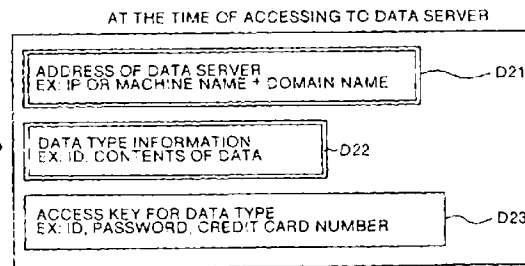 AT THE TIME OF ACCESSING TO DATA SERVER
ADDRESS OF DATA SERVER
EX: IP OR MACHINE NAME + DOMAIN NAME
D21
DATA TYPE INFORMATION
EX: ID, CONTENTS OF DATA
D22
ACCESS KEY FOR DATA TYPE
EX: ID, PASSWORD, CREDIT CARD NUMBER
D23